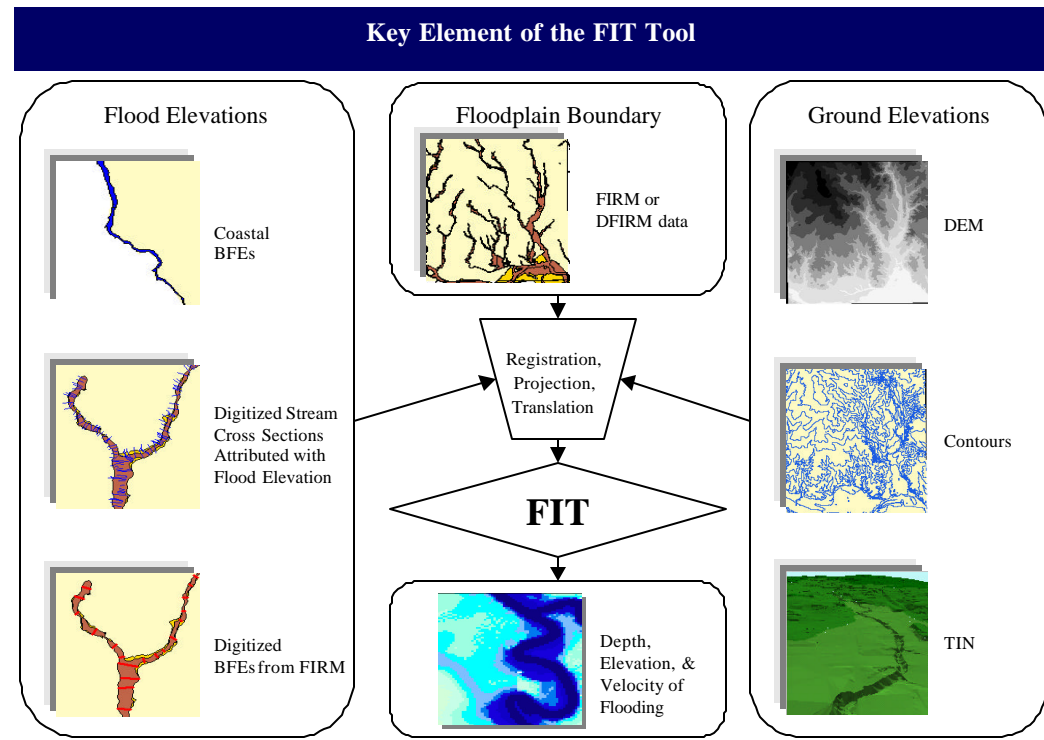 Key Element of the FIT Tool
Flood Elevations
Coastal
BFEs
Digitized Stream
Cross Sections
Attributed with
Flood Elevation
Digitized
BFEs from FIRM
Floodplain Boundary
FIRM or
DFIRM data
Registration,
Projection,
Translation
FIT
Depth,
Elevation, &
Velocity of
Flooding
Ground Elevations
DEM
Contours
TIN